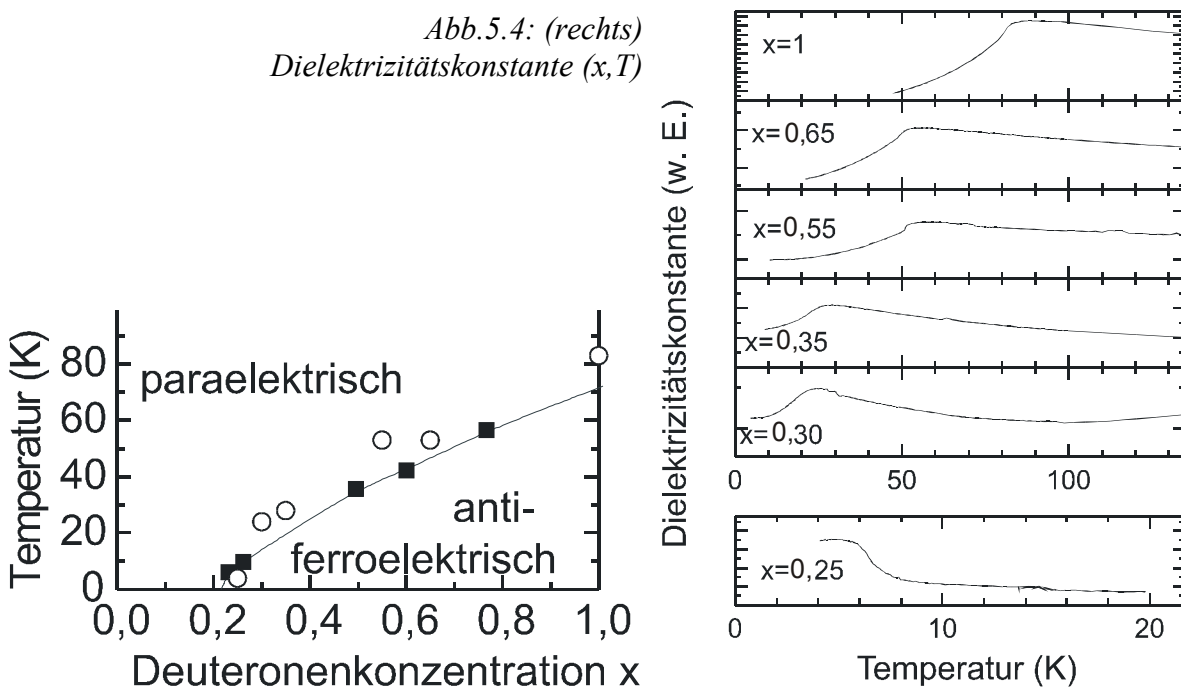 Abb.5.4: (rechts)
Dielektrizitätskonstante (x,T)
Temperatur (K)
80
60
40
20
0
paraelektrisch
anti-
ferroelektrisch
0,0 0,2 0,4 0,6 0,8 1,0
Deuteronenkonzentration x
Dielektrizitätskonstante (w. E.)
x=1
x=0,65
x=0,55
x=0,35
x=0,30
0 50 100
x=0,25
0 10 20
Temperatur (K)